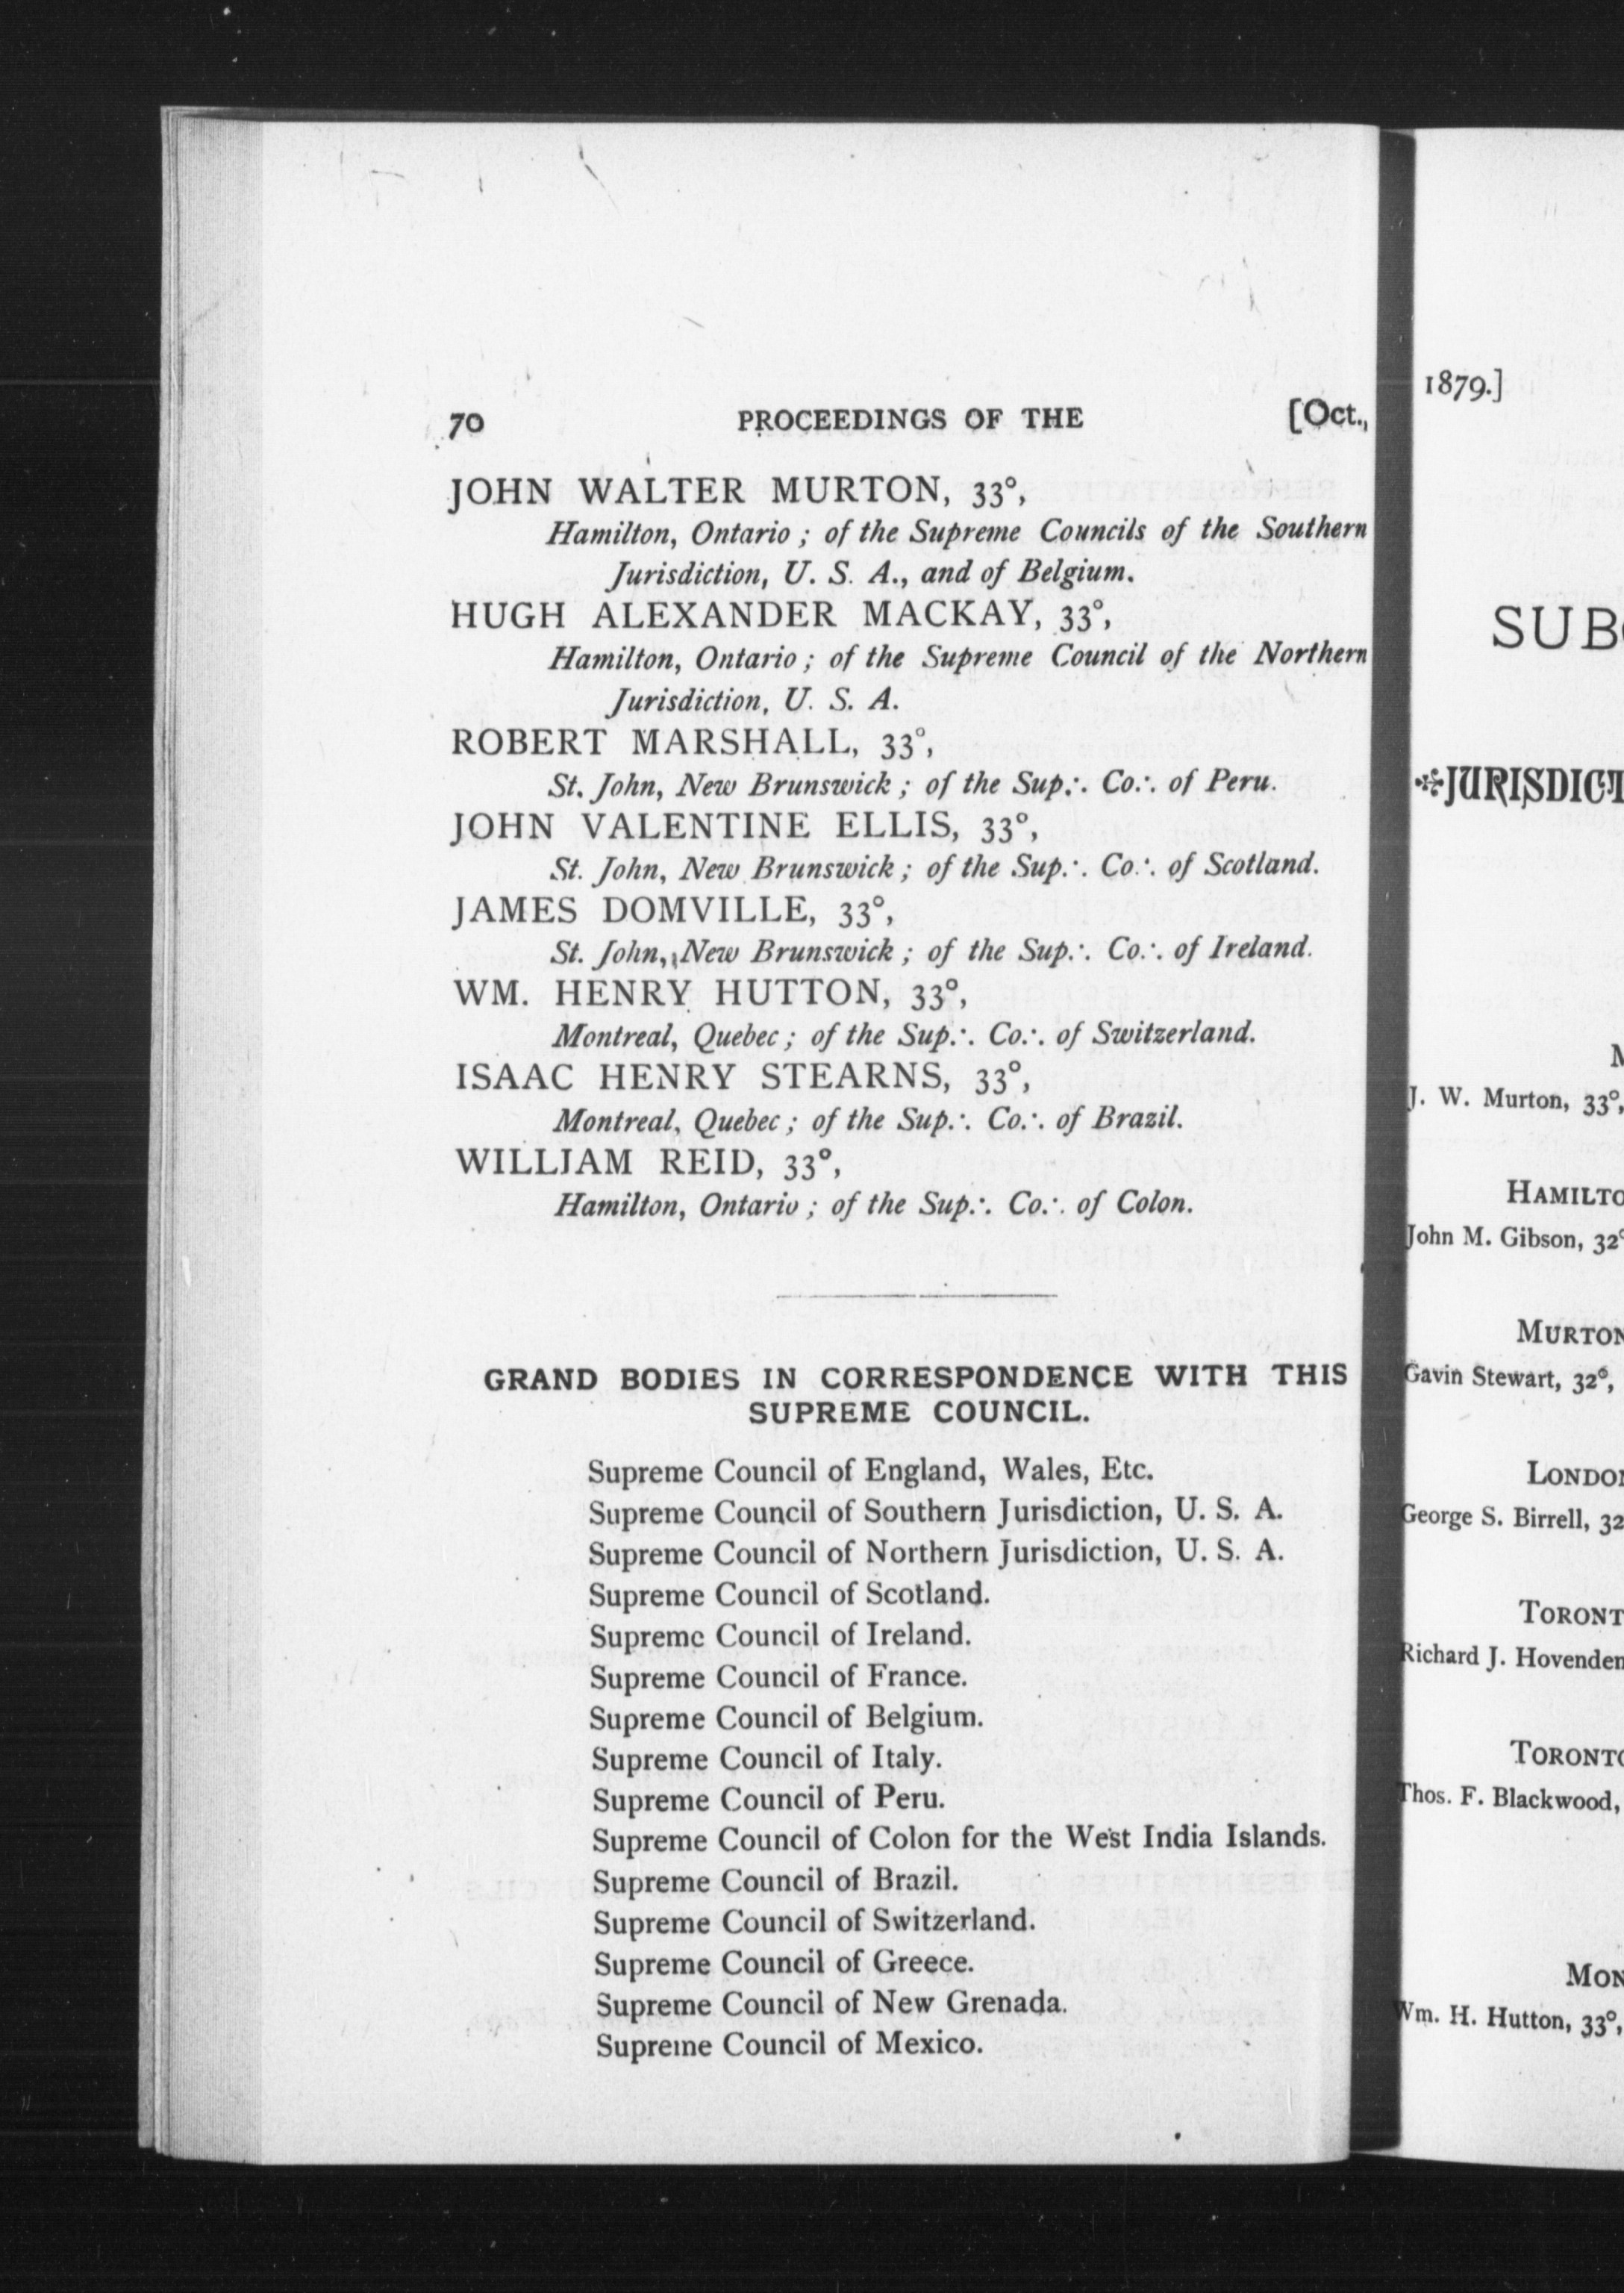 70 PROCEEDINGS OF THE [Oct.,
JOHN WALTER MURTON, 33°,
Hamilton, Ontario ; of the Supreme Councils of the Southern
Jurisdiction, U. S. A., and of Belgium.
HUGH ALEXANDER MACKAY, 33°,
Hamilton, Ontario ; of the Supreme Council of the Northern
Jurisdiction, U. S. A.
ROBERT MARSHALL, 33°,
St. John, New Brunswick ; of the Sup∴ Co∴ of Peru.
JOHN VALENTINE ELLIS, 33°,
St. John, New Brunswick ; of the Sup∴ Co∴ of Scotland.
JAMES DOMVILLE, 33°,
St. John, New Brunswick ; of the Sup∴ Co∴ of Ireland.
WM. HENRY HUTTON, 33°,
Montreal, Quebec ; of the Sup∴ Co∴ of Switzerland.
ISAAC HENRY STEARNS, 33°,
Montreal, Quebec ; of the Sup∴ Co∴ of Brazil.
WILLIAM REID, 33°,
Hamilton, Ontario ; of the Sup∴ Co∴ of Colon.
GRAND BODIES IN CORRESPONDENCE WITH THIS
SUPREME COUNCIL.
Supreme Council of England, Wales, Etc.
Supreme Council of Southern Jurisdiction, U. S. A.
Supreme Council of Northern Jurisdiction, U. S. A.
Supreme Council of Scotland.
Supreme Council of Ireland.
Supreme Council of France.
Supreme Council of Belgium.
Supreme Council of Italy.
Supreme Council of Peru.
Supreme Council of Colon for the West India Islands.
Supreme Council of Brazil.
Supreme Council of Switzerland.
Supreme Council of Greece.
Supreme Council of New Grenada.
Supreme Council of Mexico.
1879.]
SUB
JURISDICT
J. W. Murton, 33°,
HAMILTO
John M. Gibson, 32°
MURTON
Gavin Stewart, 32°,
LONDON
George S. Birrell, 32
TORONT
Richard J. Hovenden
TORONTO
Thos. F. Blackwood,
MON
Wm. H. Hutton, 33°,